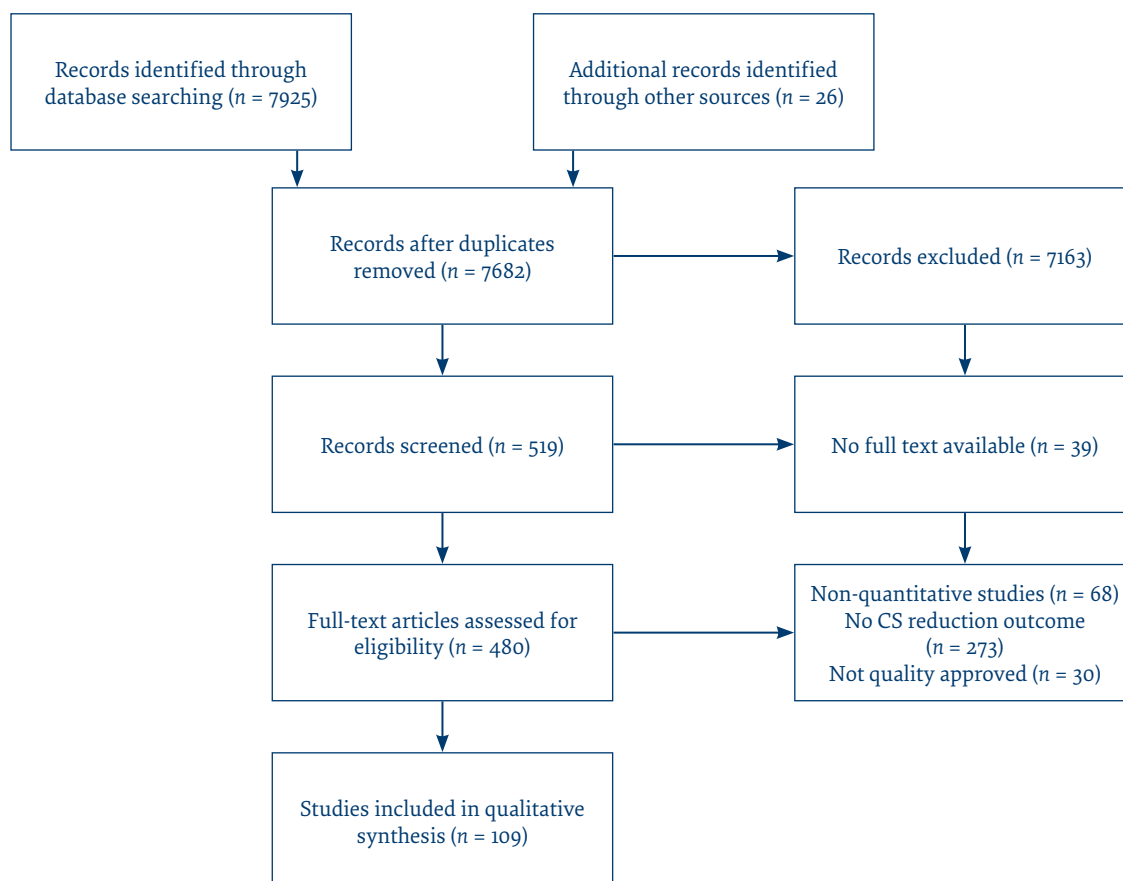 Records identified through
database searching (n = 7925)
Additional records identified
through other sources (n = 26)
Records after duplicates
removed (n = 7682)
Records excluded (n = 7163)
Records screened (n = 519)
No full text available (n = 39)
Full-text articles assessed for
eligibility (n = 480)
Non-quantitative studies (n = 68)
No CS reduction outcome
(n = 273)
Not quality approved (n = 30)
Studies included in qualitative
synthesis (n = 109)